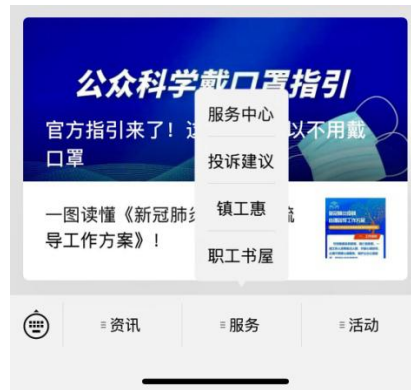 公众科学戴口罩指引
官方指引来了！
以不用戴
口罩
服务中心
投诉建议
镇工惠
职工书屋
一图读懂《新冠肺
导工作方案》！
资讯
服务
活动